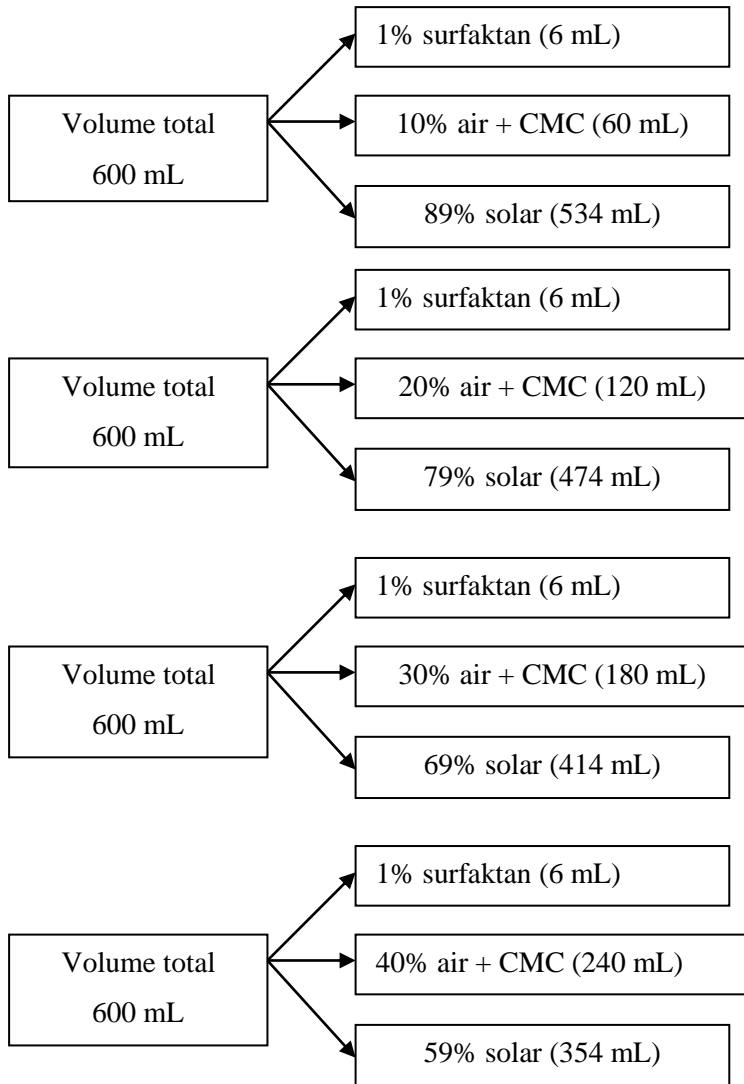 1% surfaktan (6 mL)
Volume total
600 mL
10% air + CMC (60 mL)
89% solar (534 mL)
1% surfaktan (6 mL)
Volume total
600 mL
20% air + CMC (120 mL)
79% solar (474 mL)
1% surfaktan (6 mL)
Volume total
600 mL
30% air + CMC (180 mL)
69% solar (414 mL)
1% surfaktan (6 mL)
Volume total
600 mL
40% air + CMC (240 mL)
59% solar (354 mL)